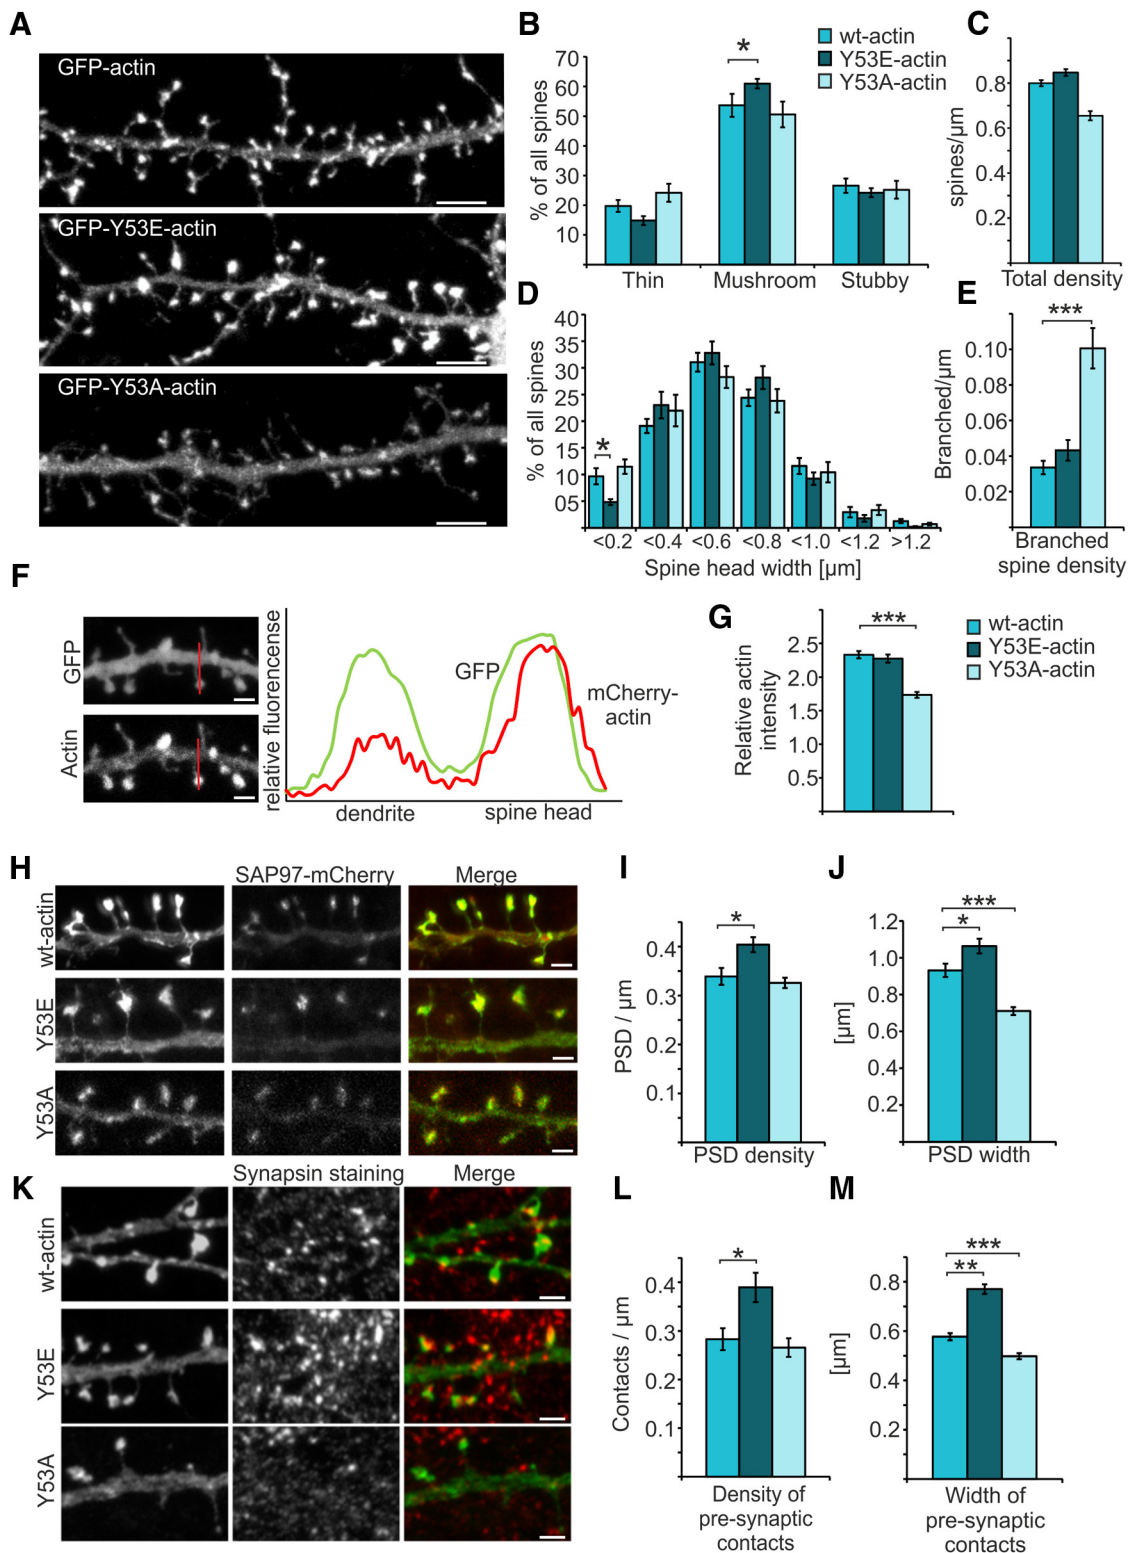 A
GFP-actin
GFP-Y53E-actin
GFP-Y53A-actin
B
wt-actin
Y53E-actin
Y53A-actin
% of all spines
70
60
50
40
30
20
10
*
Thin
Mushroom
Stubby
C
spines/µm
0.8
0.6
0.4
0.2
Total density
D
% of all spines
40
35
30
25
20
15
10
05
*
<0.2
<0.4
<0.6
<0.8
<1.0
<1.2
>1.2
Spine head width [µm]
E
Branched/µm
0.10
0.08
0.06
0.04
0.02
***
Branched
spine density
F
GFP
Actin
relative fluorencense
GFP
mCherry-
actin
dendrite
spine head
G
Relative actin
intensity
2.5
2.0
1.5
1.0
0.5
***
wt-actin
Y53E-actin
Y53A-actin
H
SAP97-mCherry
Merge
wt-actin
Y53E
Y53A
I
PSD / µm
0.4
0.3
0.2
0.1
*
PSD density
J
[µm]
1.2
1.0
0.8
0.6
0.4
0.2
***
*
PSD width
K
Synapsin staining
Merge
wt-actin
Y53E
Y53A
L
Contacts / µm
0.4
0.3
0.2
0.1
*
Density of
pre-synaptic
contacts
M
[µm]
0.8
0.6
0.4
0.2
***
**
Width of
pre-synaptic
contacts